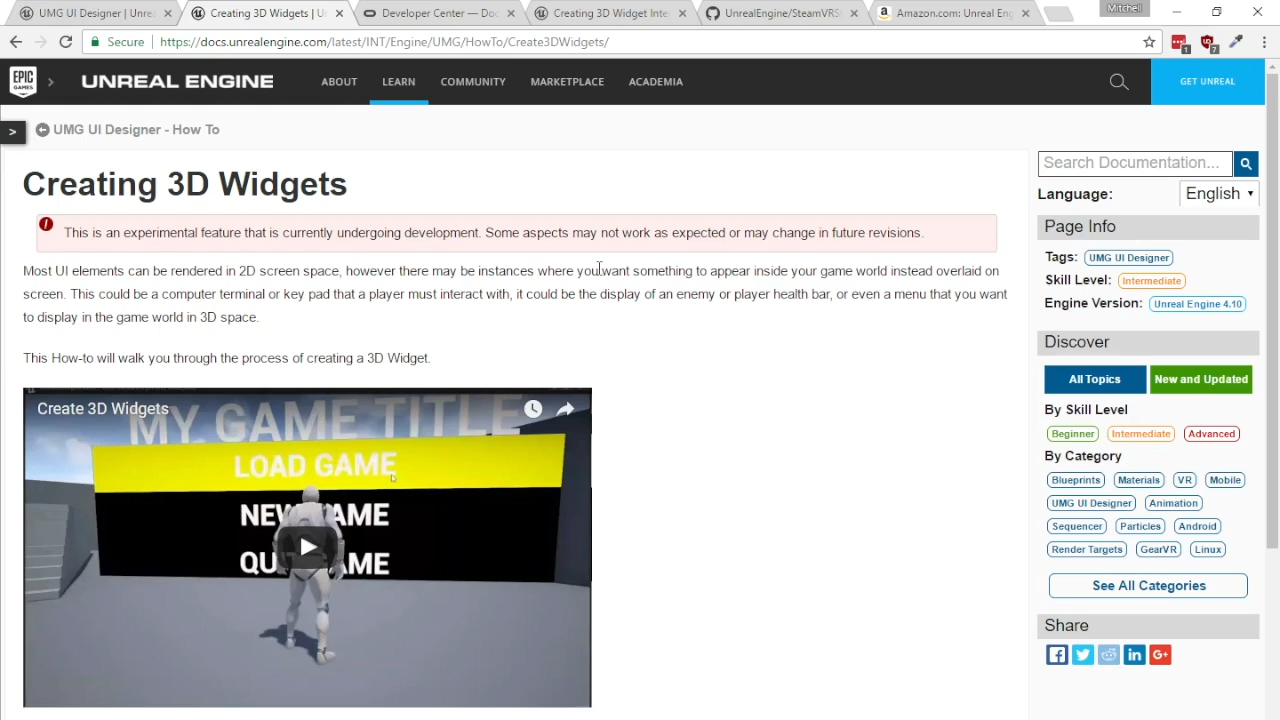 UMG UI Designer | Unre
Creating 3D Widgets | U
Developer Center — Doc
Creating 3D Widget Inte
UnrealEngine/SteamVRS
Amazon.com: Unreal Eng
Mitchell
Secure
https://docs.unrealengine.com/latest/INT/Engine/UMG/HowTo/Create3DWidgets/
1
7
EPIC GAMES
UNREAL ENGINE
ABOUT
LEARN
COMMUNITY
MARKETPLACE
ACADEMIA
GET UNREAL
>
UMG UI Designer - How To
Creating 3D Widgets
This is an experimental feature that is currently undergoing development. Some aspects may not work as expected or may change in future revisions.
Most UI elements can be rendered in 2D screen space, however there may be instances where you want something to appear inside your game world instead overlaid on
screen. This could be a computer terminal or key pad that a player must interact with, it could be the display of an enemy or player health bar, or even a menu that you want
to display in the game world in 3D space.
This How-to will walk you through the process of creating a 3D Widget.
Create 3D Widgets
MY GAME TITLE
LOAD GAME
NEW GAME
QUIT GAME
Search Documentation...
Language:
English
Page Info
Tags: UMG UI Designer
Skill Level: Intermediate
Engine Version: Unreal Engine 4.10
Discover
All Topics
New and Updated
By Skill Level
Beginner
Intermediate
Advanced
By Category
Blueprints
Materials
VR
Mobile
UMG UI Designer
Animation
Sequencer
Particles
Android
Render Targets
GearVR
Linux
See All Categories
Share
G+